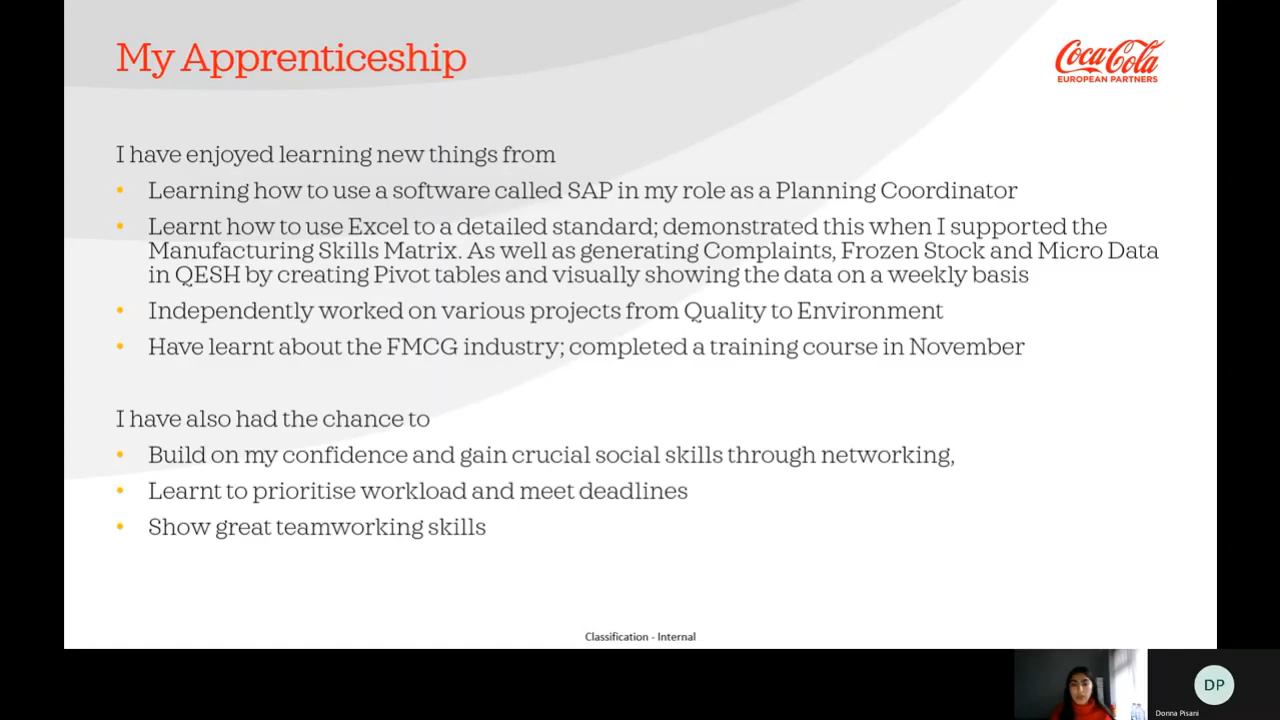 My Apprenticeship
Coca-Cola
EUROPEAN PARTNERS
I have enjoyed learning new things from
• Learning how to use a software called SAP in my role as a Planning Coordinator
• Learnt how to use Excel to a detailed standard; demonstrated this when I supported the
Manufacturing Skills Matrix. As well as generating Complaints, Frozen Stock and Micro Data
in QESH by creating Pivot tables and visually showing the data on a weekly basis
• Independently worked on various projects from Quality to Environment
• Have learnt about the FMCG industry; completed a training course in November
I have also had the chance to
• Build on my confidence and gain crucial social skills through networking,
• Learnt to prioritise workload and meet deadlines
• Show great teamworking skills
Classification - Internal
DP
Donna Pisani